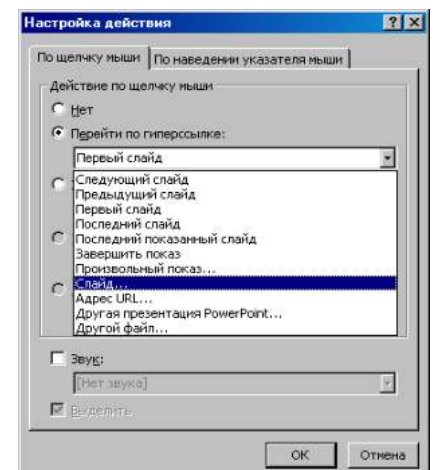 Настройка действия
По щелчку мыши По наведении указателя мыши
Действие по щелчку мыши
Нет
Перейти по гиперссылке:
Первый слайд
Следующий слайд
Предыдущий слайд
Первый слайд
Последний слайд
Последний показанный слайд
Завершить показ
Произвольный показ...
Слайд...
Адрес URL...
Другая презентация PowerPoint...
Другой файл...
Звук:
[Нет звука]
Выделить
ОК Отмена